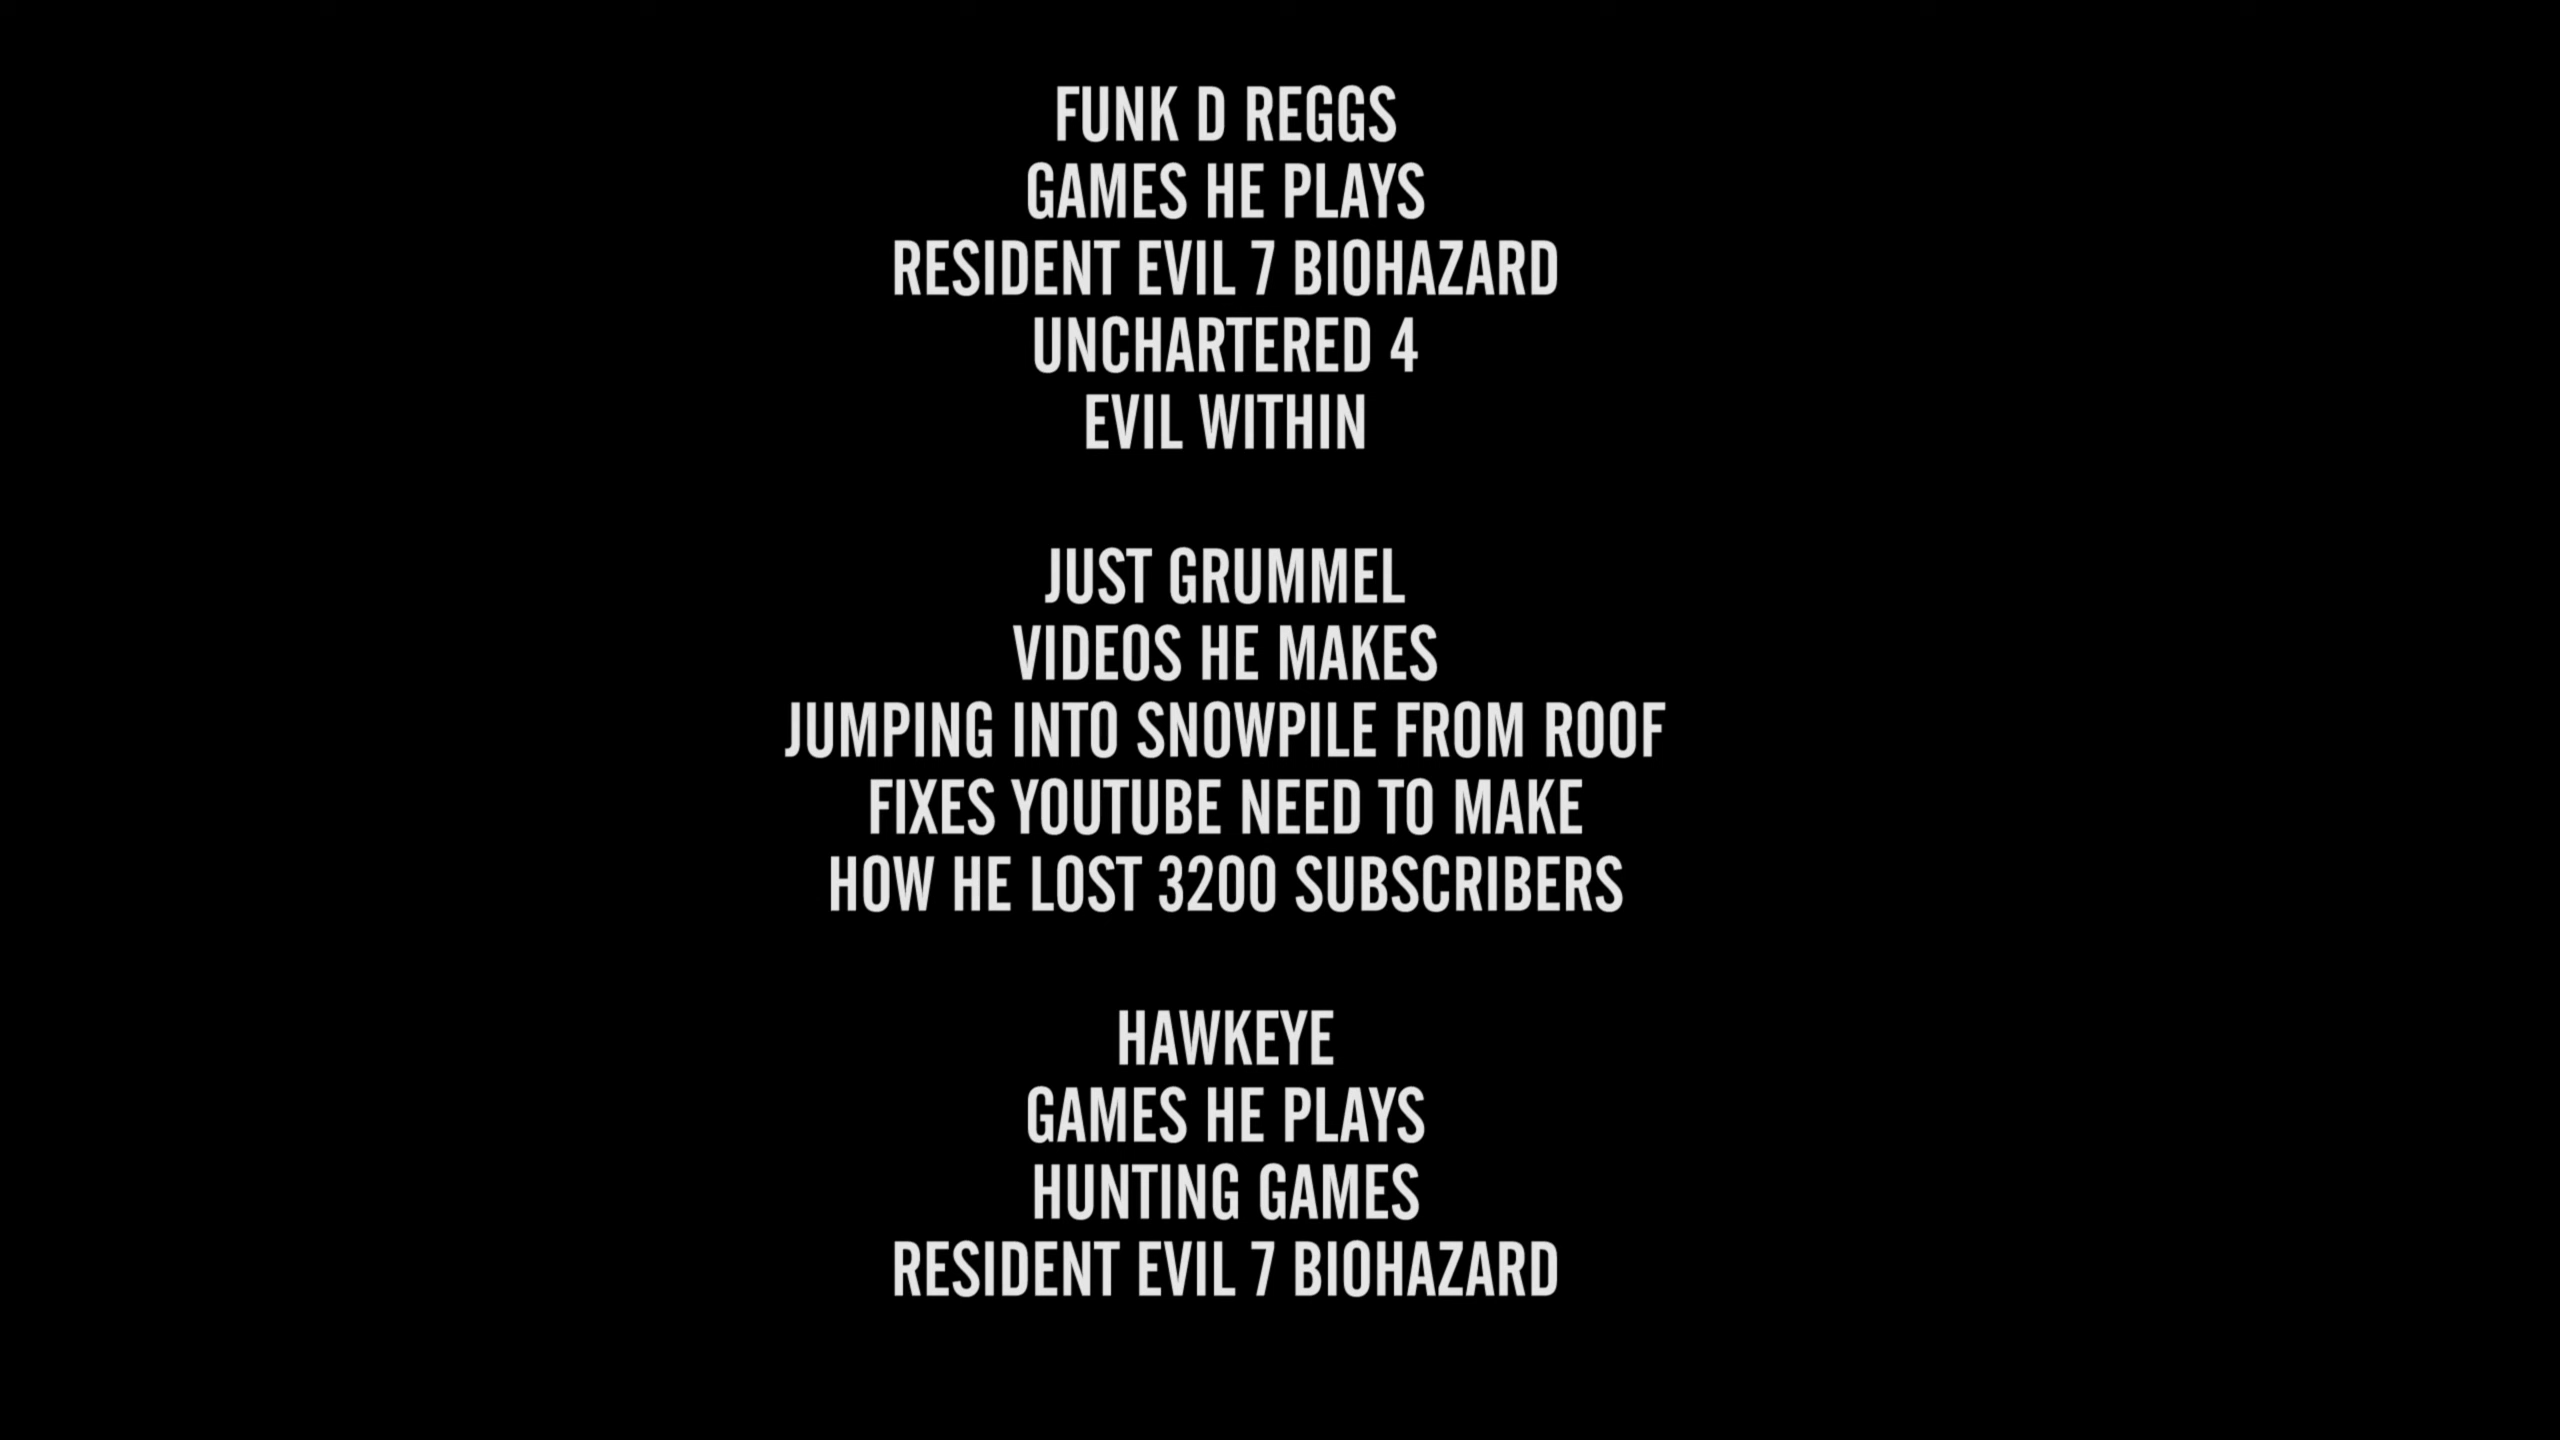 FUNK D REGGS
GAMES HE PLAYS
RESIDENT EVIL 7 BIOHAZARD
UNCHARTERED 4
EVIL WITHIN
JUST GRUMMEL
VIDEOS HE MAKES
JUMPING INTO SNOWPILE FROM ROOF
FIXES YOUTUBE NEED TO MAKE
HOW HE LOST 3200 SUBSCRIBERS
HAWKEYE
GAMES HE PLAYS
HUNTING GAMES
RESIDENT EVIL 7 BIOHAZARD